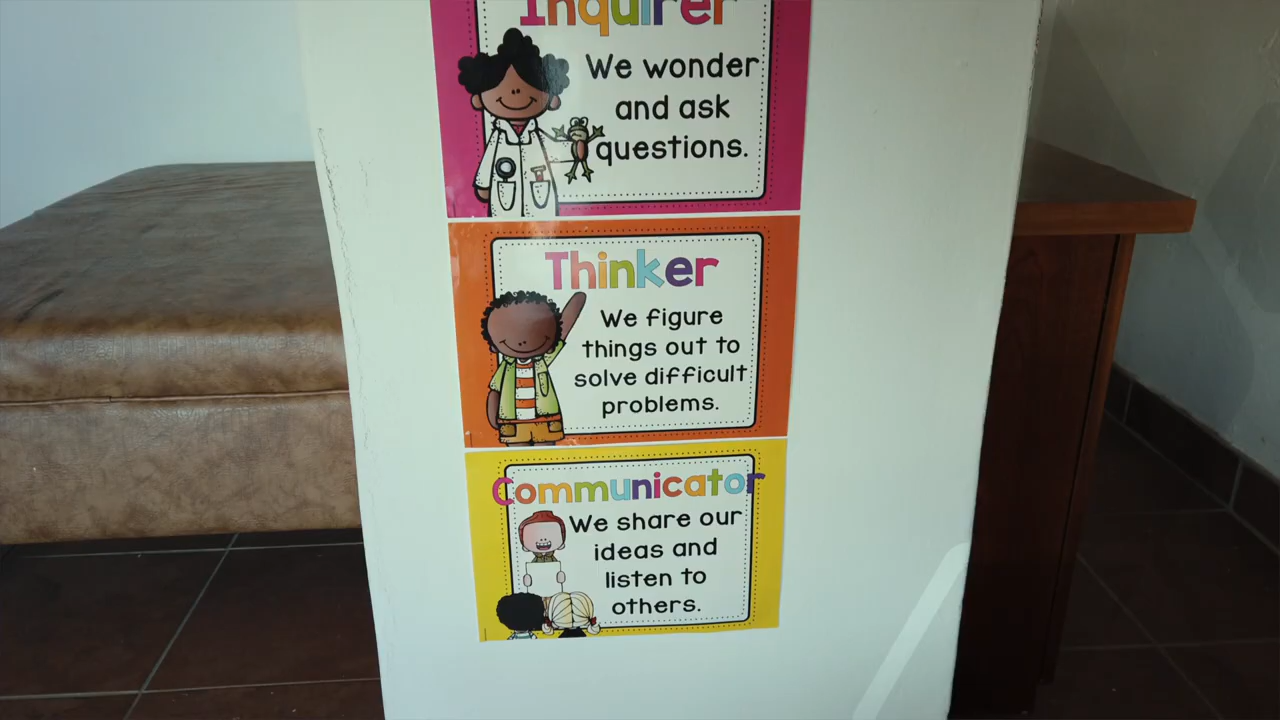 Inquirer
We wonder
and ask
questions.
Thinker
We figure
things out to
solve difficult
problems.
Communicator
We share our
ideas and
listen to
others.